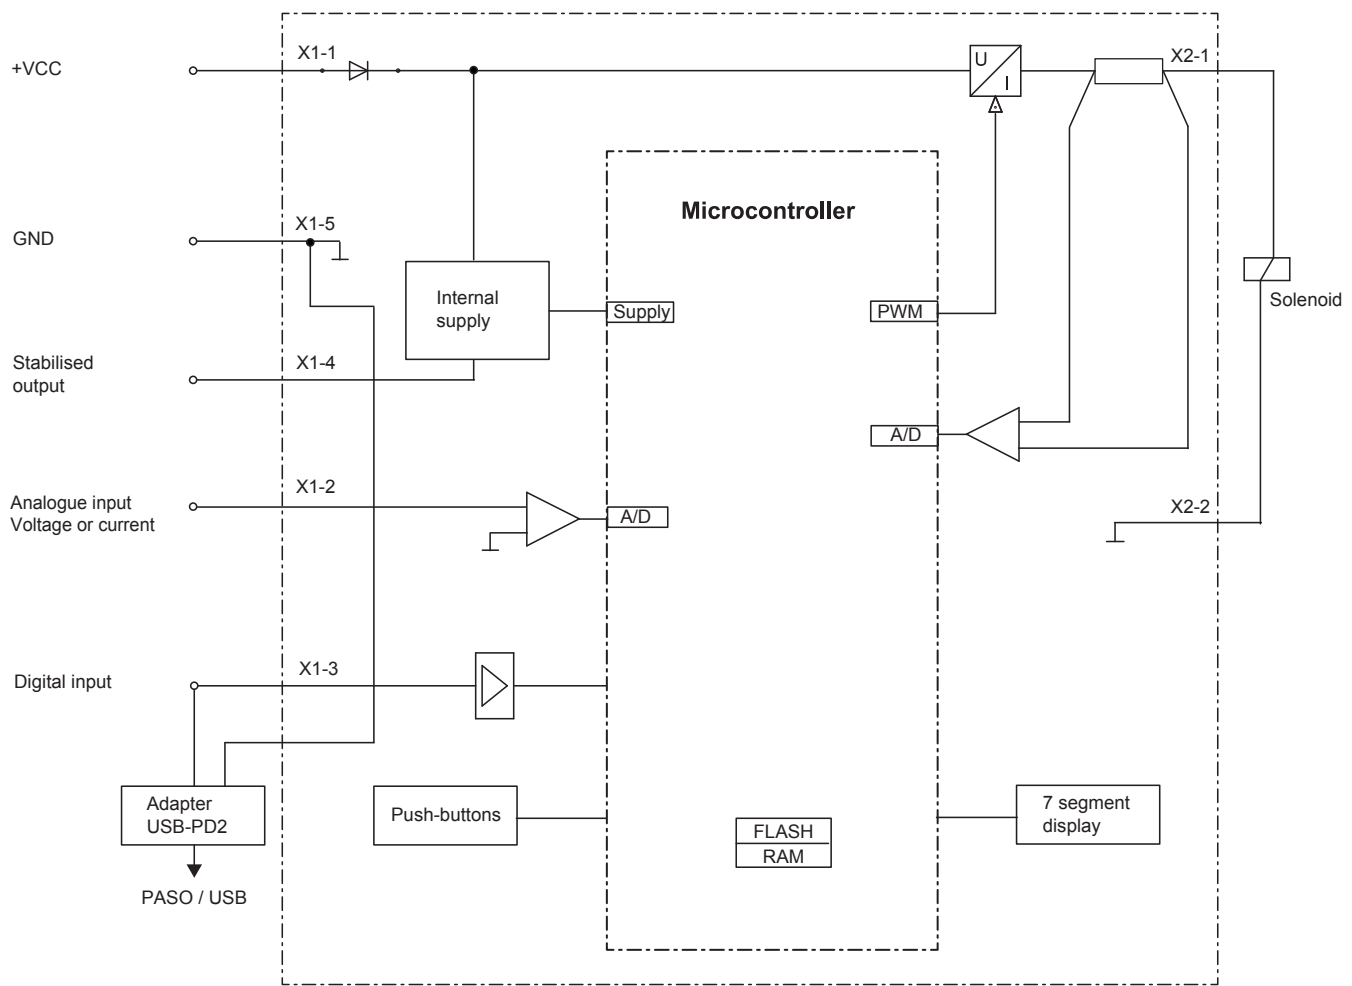 X1-1
U
I
X2-1
+VCC
Microcontroller
X1-5
GND
Internal
supply
Supply
PWM
Solenoid
X1-4
Stabilised
output
A/D
X1-2
Analogue input
Voltage or current
A/D
X2-2
X1-3
Digital input
Adapter
USB-PD2
Push-buttons
FLASH
RAM
7 segment
display
PASO / USB